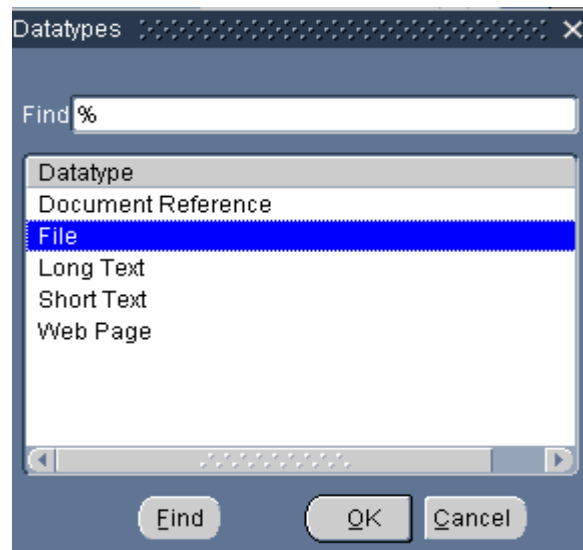 Datatypes
Find %
Datatype
Document Reference
File
Long Text
Short Text
Web Page
Find OK Cancel